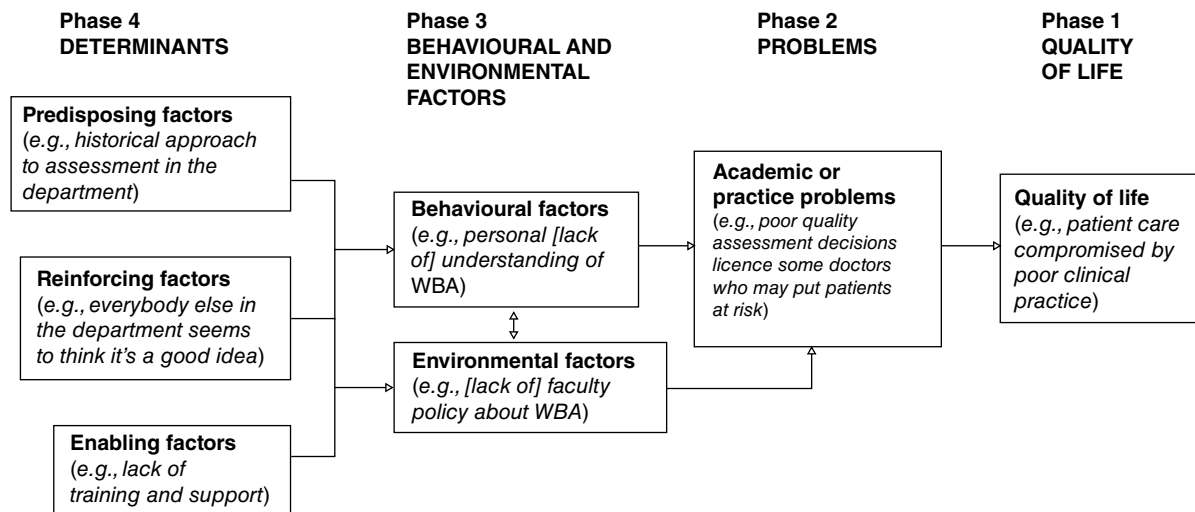 Phase 4
DETERMINANTS
Phase 3
BEHAVIOURAL AND
ENVIRONMENTAL
FACTORS
Phase 2
PROBLEMS
Phase 1
QUALITY
OF LIFE
Predisposing factors
(e.g., historical approach
to assessment in the
department)
Reinforcing factors
(e.g., everybody else in
the department seems
to think it's a good idea)
Enabling factors
(e.g., lack of
training and support)
Behavioural factors
(e.g., personal [lack
of] understanding of
WBA)
Environmental factors
(e.g., [lack of] faculty
policy about WBA)
Academic or
practice problems
(e.g., poor quality
assessment decisions
licence some doctors
who may put patients
at risk)
Quality of life
(e.g., patient care
compromised by
poor clinical
practice)